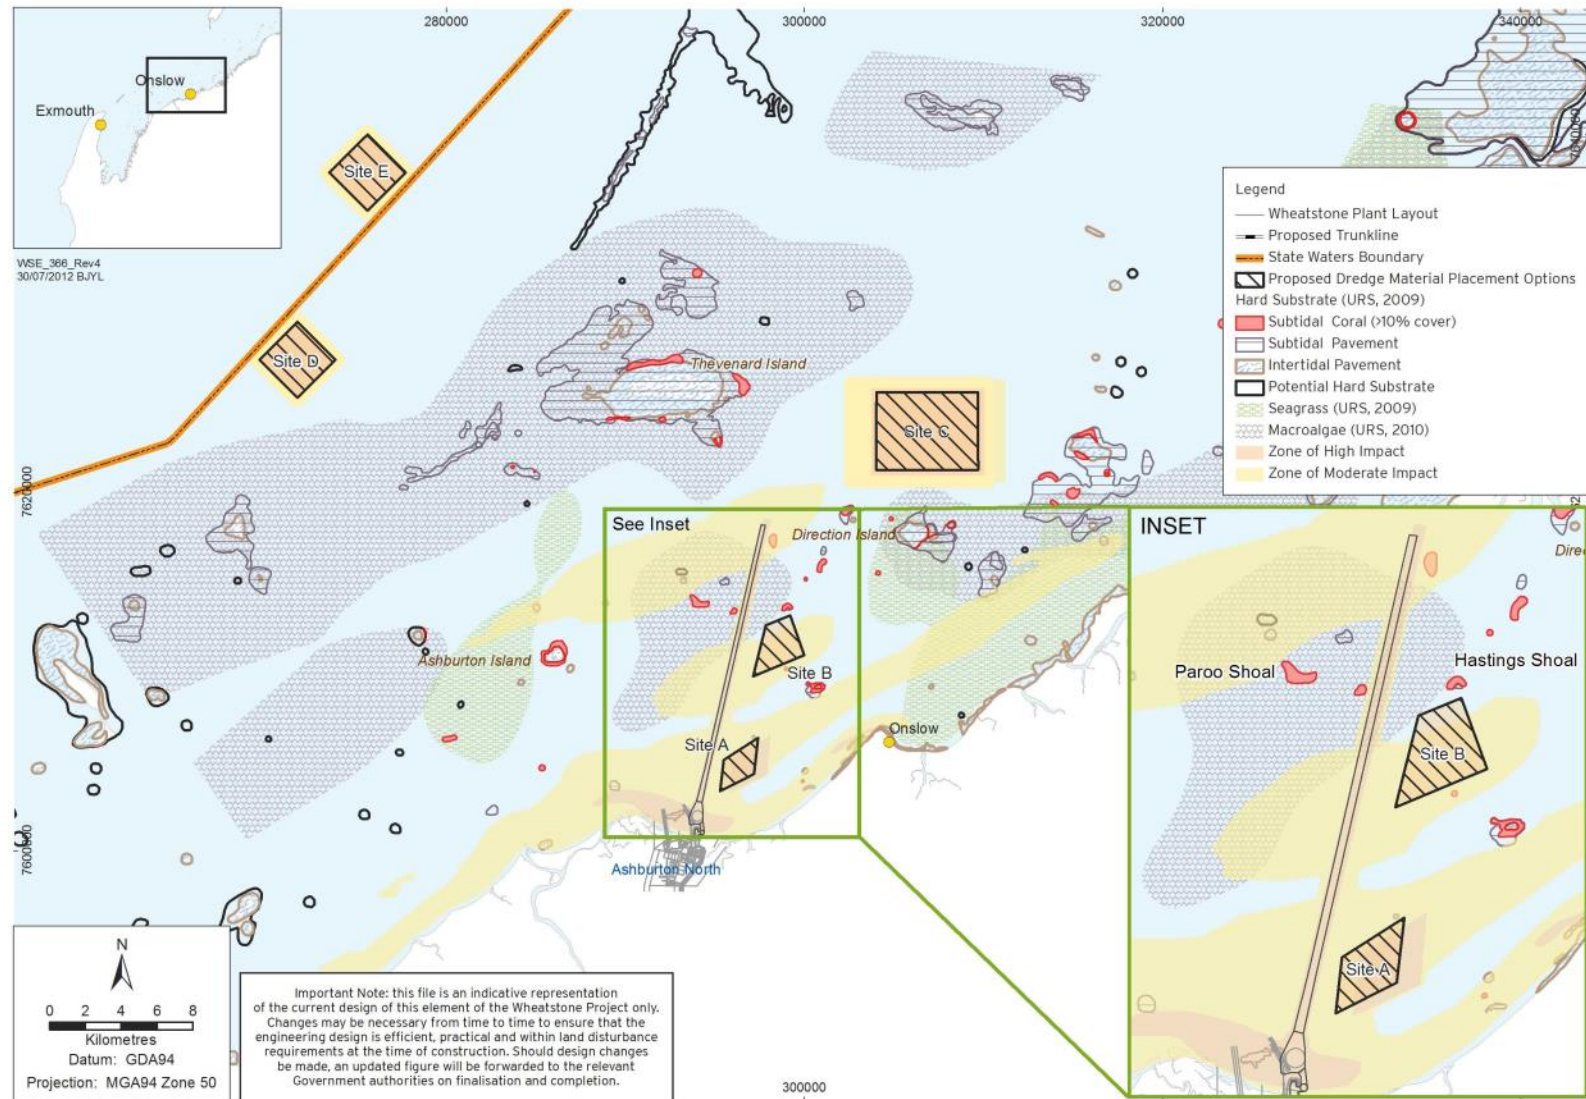 280000
300000
320000
340000
Onslow
Exmouth
WSE_366_Rev4
30/07/2012 BJYL
Site E
Site D
Thevenard Island
Site C
7620000
Legend
Wheatstone Plant Layout
Proposed Trunkline
State Waters Boundary
Proposed Dredge Material Placement Options
Hard Substrate (URS, 2009)
Subtidal Coral (>10% cover)
Subtidal Pavement
Intertidal Pavement
Potential Hard Substrate
Seagrass (URS, 2009)
Macroalgae (URS, 2010)
Zone of High Impact
Zone of Moderate Impact
See Inset
Direction Island
Ashburton Island
Site B
Site A
Onslow
Ashburton North
INSET
Direc
Paroo Shoal
Hastings Shoal
Site B
Site A
N
0 2 4 6 8
Kilometres
Datum: GDA94
Projection: MGA94 Zone 50
Important Note: this file is an indicative representation
of the current design of this element of the Wheatstone Project only.
Changes may be necessary from time to time to ensure that the
engineering design is efficient, practical and within land disturbance
requirements at the time of construction. Should design changes
be made, an updated figure will be forwarded to the relevant
Government authorities on finalisation and completion.
300000